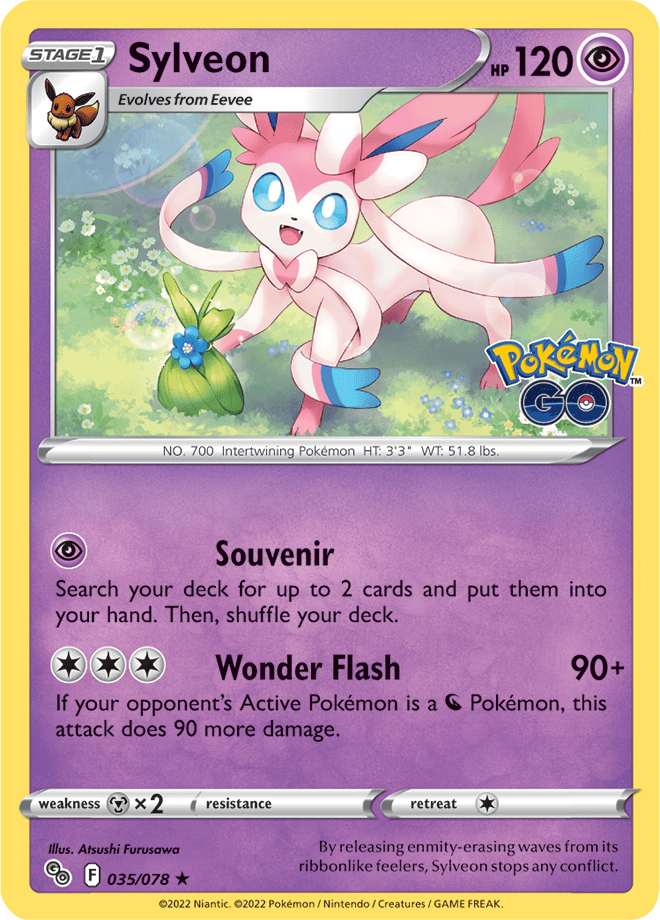 STAGE 1
Sylveon
HP 120
Evolves from Eevee
POKéMON
GO
TM
NO. 700 Intertwining Pokémon HT: 3'3" WT: 51.8 lbs.
Souvenir
Search your deck for up to 2 cards and put them into
your hand. Then, shuffle your deck.
Wonder Flash 90+
If your opponent's Active Pokémon is a Pokémon, this
attack does 90 more damage.
weakness ×2 resistance retreat
Illus. Atsushi Furusawa
F 035/078 ★
By releasing enmity-erasing waves from its
ribbonlike feelers, Sylveon stops any conflict.
©2022 Niantic. ©2022 Pokémon / Nintendo / Creatures / GAME FREAK.